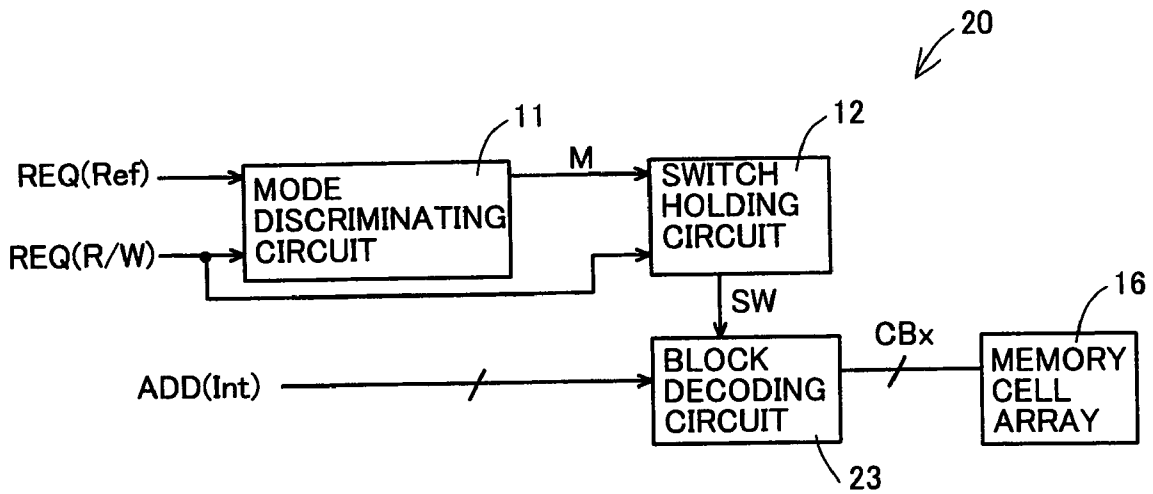 20
11
12
M
REQ(Ref)
MODE
DISCRIMINATING
CIRCUIT
SWITCH
HOLDING
CIRCUIT
REQ(R/W)
SW
16
CBx
ADD(Int)
BLOCK
DECODING
CIRCUIT
MEMORY
CELL
ARRAY
23